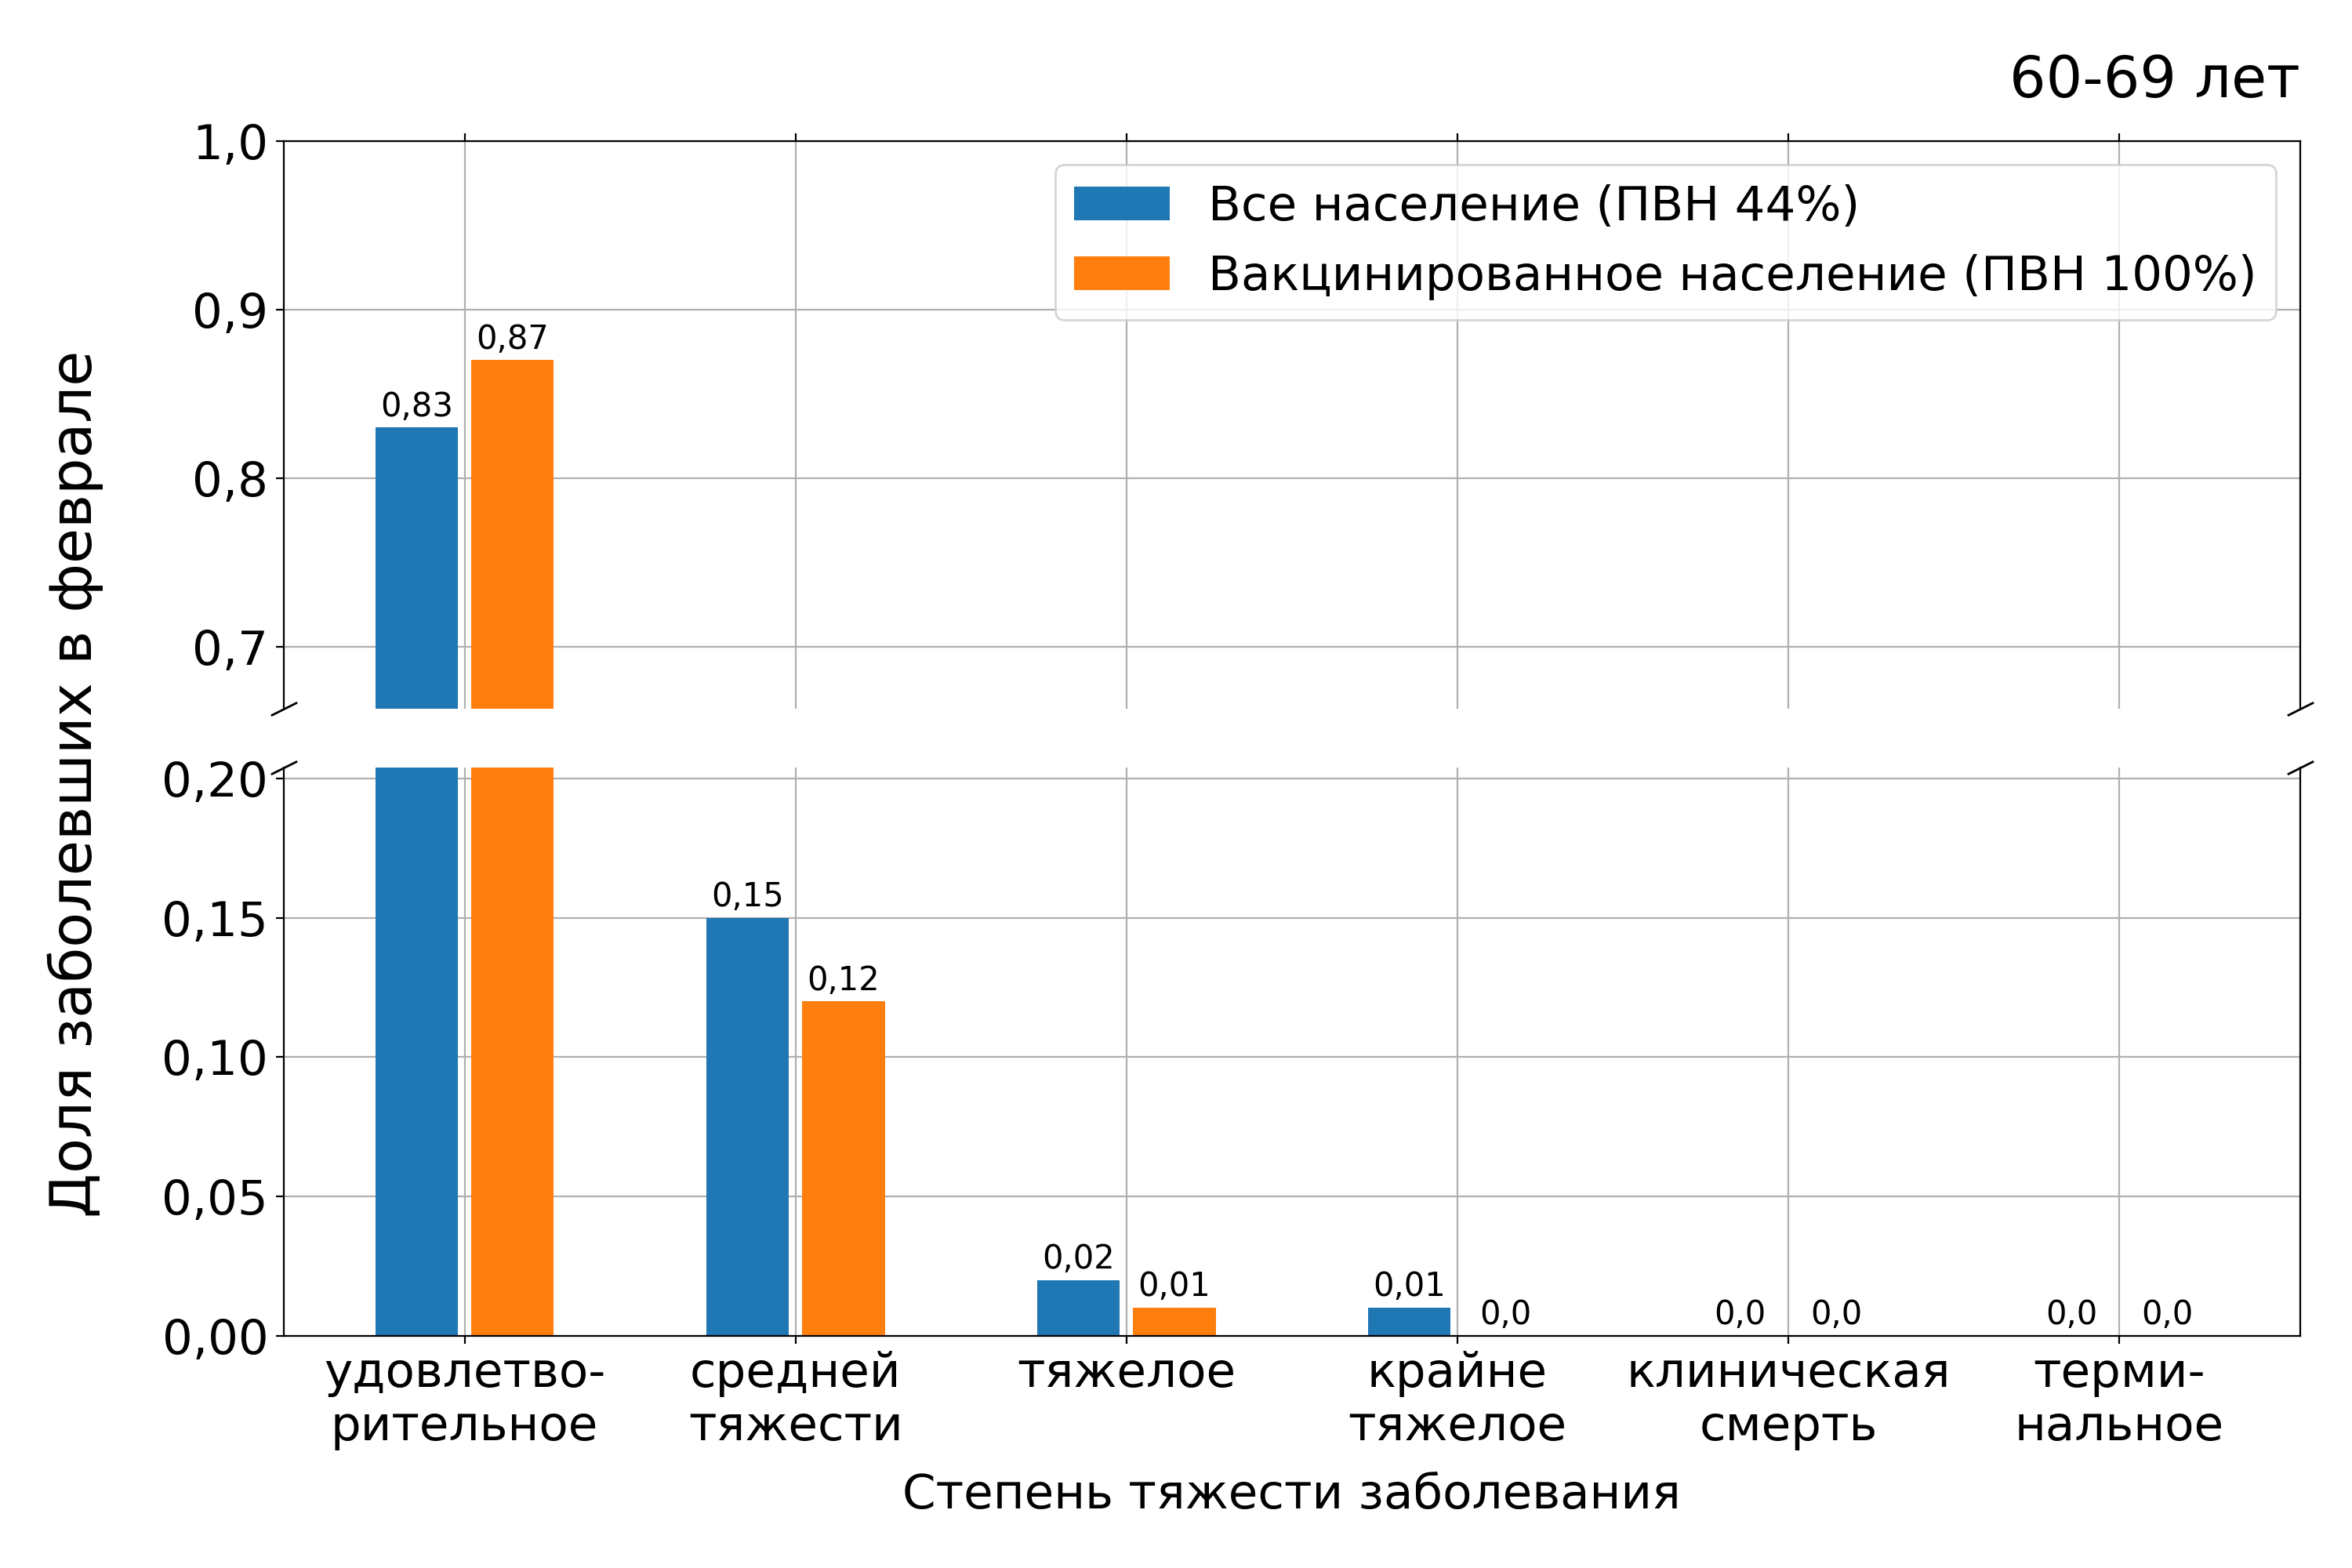 60-69 лет
Все население (ПВН 44%)
Вакцинированное население (ПВН 100%)
Доля заболевших в феврале
1,0
0,9
0,8
0,7
0,20
0,15
0,10
0,05
0,00
0,83
0,87
0,15
0,12
0,02
0,01
0,01
0,0
0,0
0,0
0,0
0,0
удовлетво-
рительное
средней
тяжести
тяжелое
крайне
тяжелое
клиническая
смерть
терми-
нальное
Степень тяжести заболевания